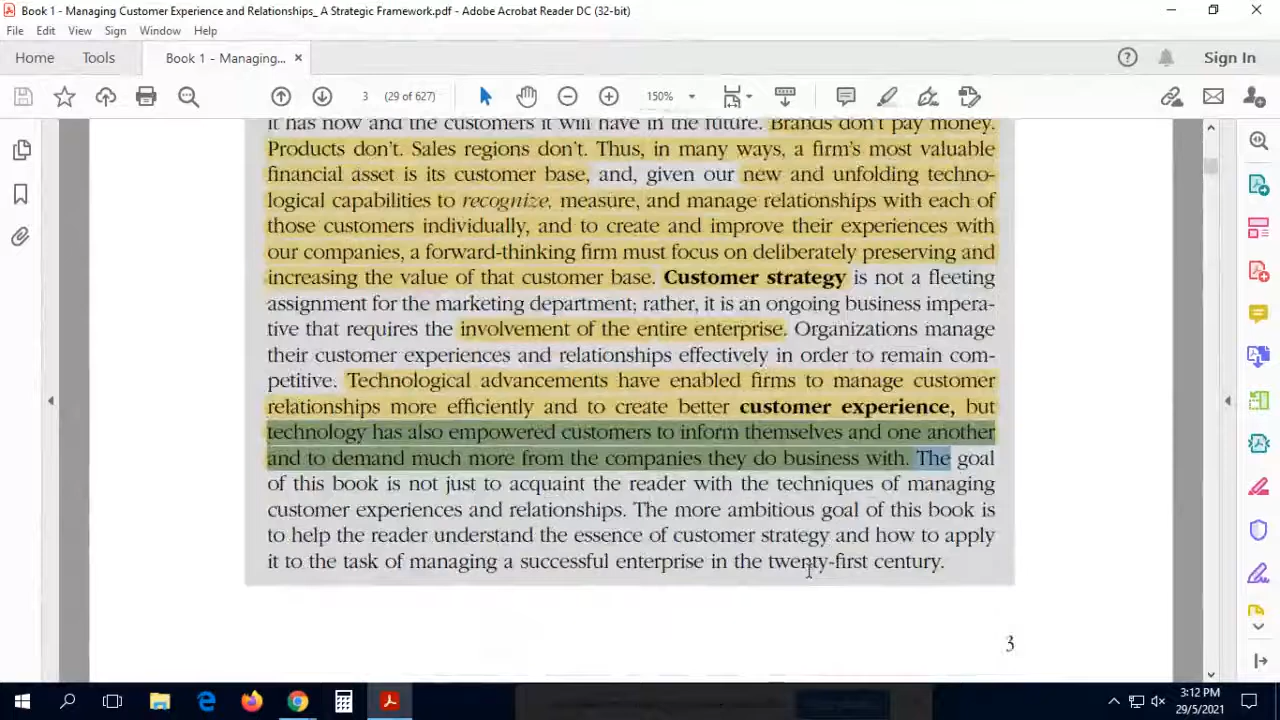 Book 1 - Managing Customer Experience and Relationships_ A Strategic Framework.pdf - Adobe Acrobat Reader DC (32-bit)
File Edit View Sign Window Help
Home Tools Book 1 - Managing... × Sign In
3 (29 of 627) 150%
it has now and the customers it will have in the future. Brands don't pay money.
Products don't. Sales regions don't. Thus, in many ways, a firm's most valuable
financial asset is its customer base, and, given our new and unfolding techno-
logical capabilities to recognize, measure, and manage relationships with each of
those customers individually, and to create and improve their experiences with
our companies, a forward-thinking firm must focus on deliberately preserving and
increasing the value of that customer base. Customer strategy is not a fleeting
assignment for the marketing department; rather, it is an ongoing business impera-
tive that requires the involvement of the entire enterprise. Organizations manage
their customer experiences and relationships effectively in order to remain com-
petitive. Technological advancements have enabled firms to manage customer
relationships more efficiently and to create better customer experience, but
technology has also empowered customers to inform themselves and one another
and to demand much more from the companies they do business with. The goal
of this book is not just to acquaint the reader with the techniques of managing
customer experiences and relationships. The more ambitious goal of this book is
to help the reader understand the essence of customer strategy and how to apply
it to the task of managing a successful enterprise in the twenty-first century.
3
3:12 PM
29/5/2021